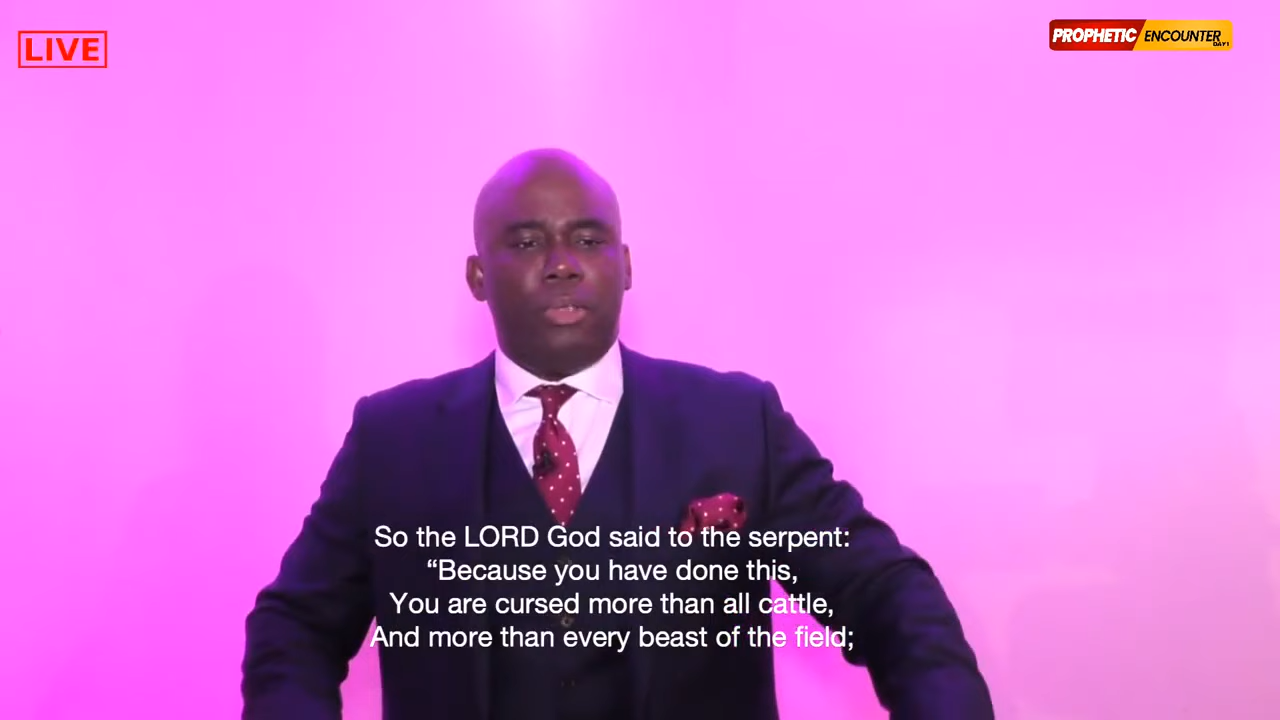 LIVE
PROPHETIC ENCOUNTER
DAY1
So the LORD God said to the serpent:
“Because you have done this,
You are cursed more than all cattle,
And more than every beast of the field;